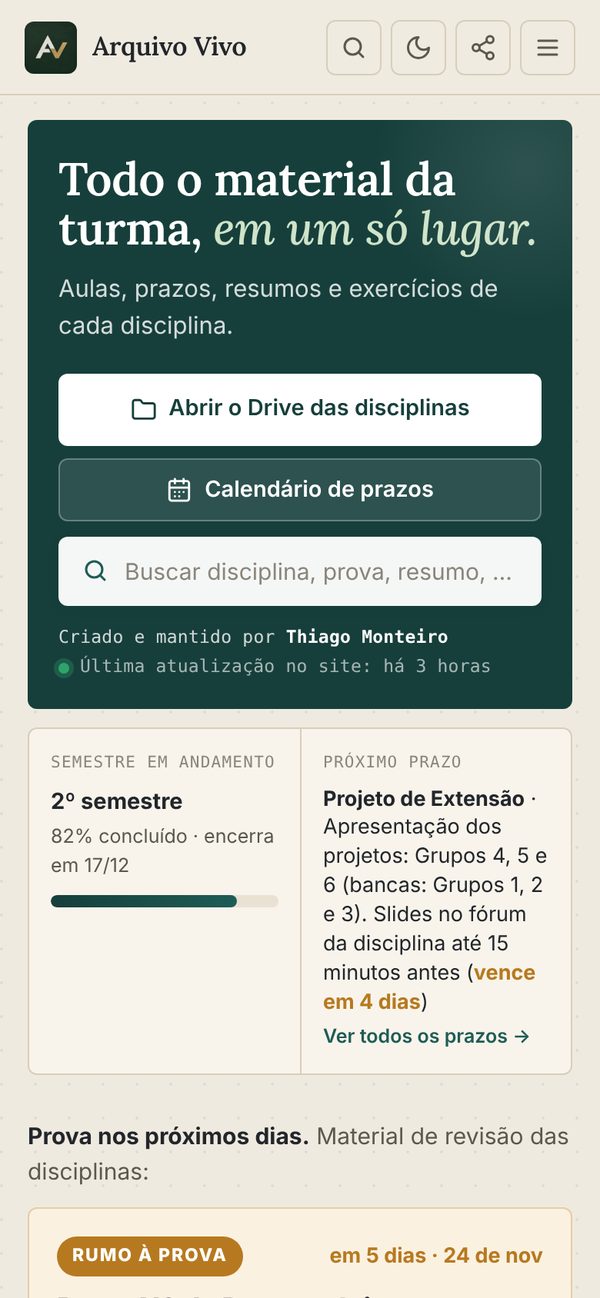 Arquivo Vivo
Todo o material da
turma, em um só lugar.
Aulas, prazos, resumos e exercícios de
cada disciplina.
Abrir o Drive das disciplinas
Calendário de prazos
Buscar disciplina, prova, resumo, ...
Criado e mantido por Thiago Monteiro
Última atualização no site: há 3 horas
SEMESTRE EM ANDAMENTO
2º semestre
82% concluído · encerra
em 17/12
PRÓXIMO PRAZO
Projeto de Extensão ·
Apresentação dos
projetos: Grupos 4, 5 e
6 (bancas: Grupos 1, 2
e 3). Slides no fórum
da disciplina até 15
minutos antes (vence
em 4 dias)
Ver todos os prazos →
Prova nos próximos dias. Material de revisão das
disciplinas:
RUMO À PROVA
em 5 dias · 24 de nov